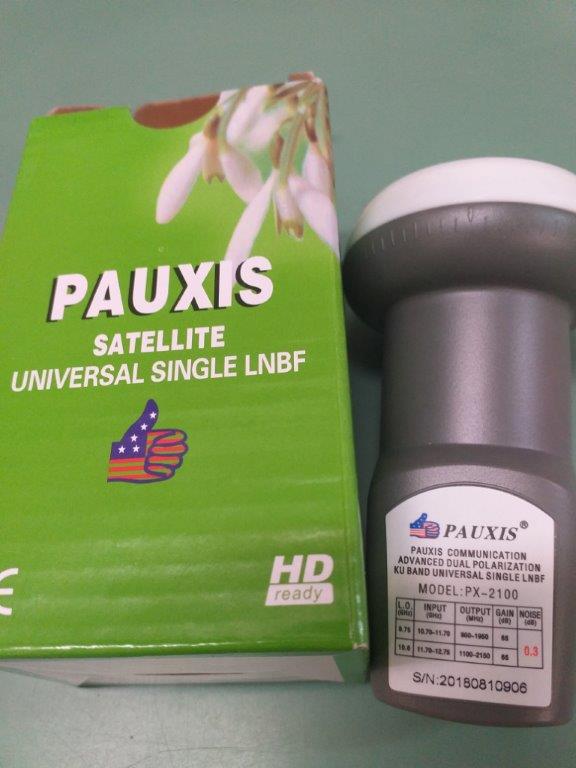 PAUXIS
SATELLITE
UNIVERSAL SINGLE LNBF
HD
ready
CE
PAUXIS®
PAUXIS COMMUNICATION
ADVANCED DUAL POLARIZATION
KU BAND UNIVERSAL SINGLE LNBF
MODEL:PX-2100
L.O. (GHz) INPUT (GHz) OUTPUT (MHz) GAIN (dB) NOISE (dB)
9.75 10.70-11.70 950-1950 65 0.3
10.6 11.70-12.75 1100-2150 65
S/N:20180810906